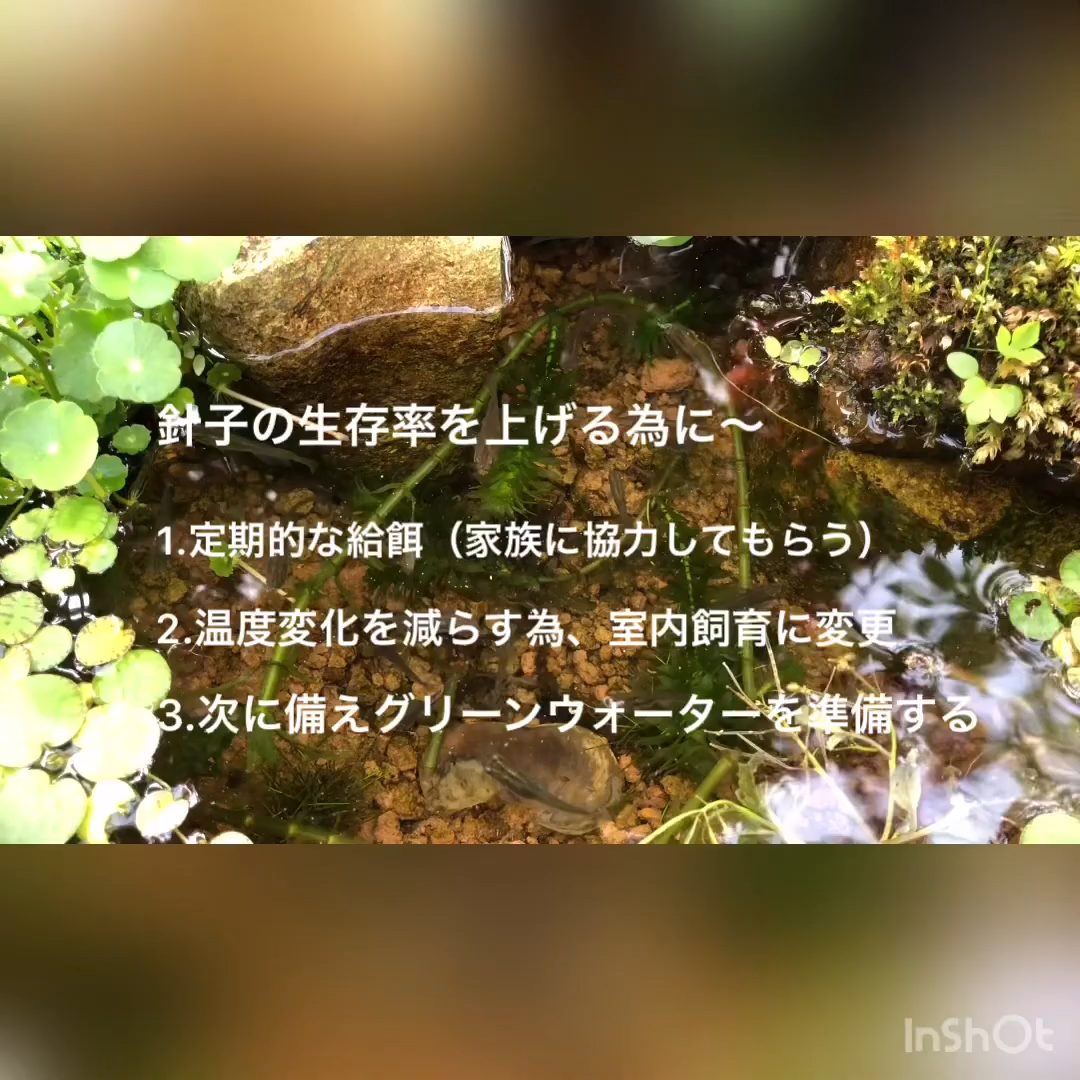 針子の生存率を上げる為に〜
1.定期的な給餌（家族に協力してもらう）
2.温度変化を減らす為、室内飼育に変更
3.次に備えグリーンウォーターを準備する
InShOt